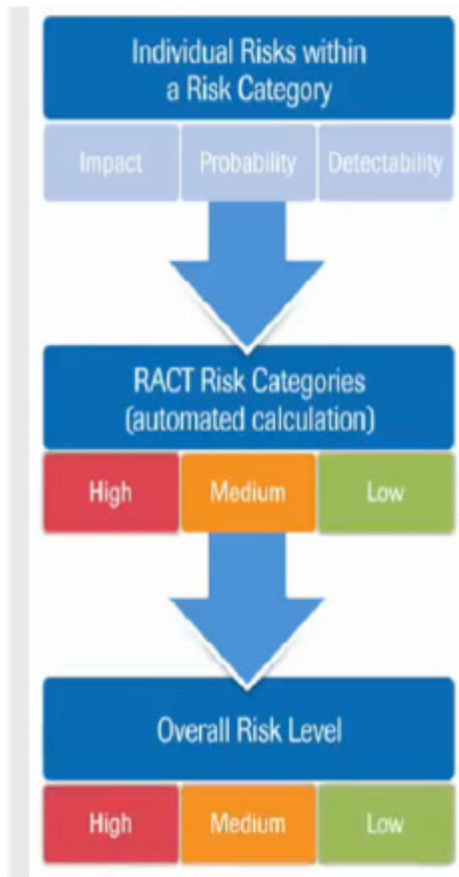 Individual Risks within
a Risk Category
Impact Probability Detectability
RACT Risk Categories
(automated calculation)
High Medium Low
Overall Risk Level
High Medium Low